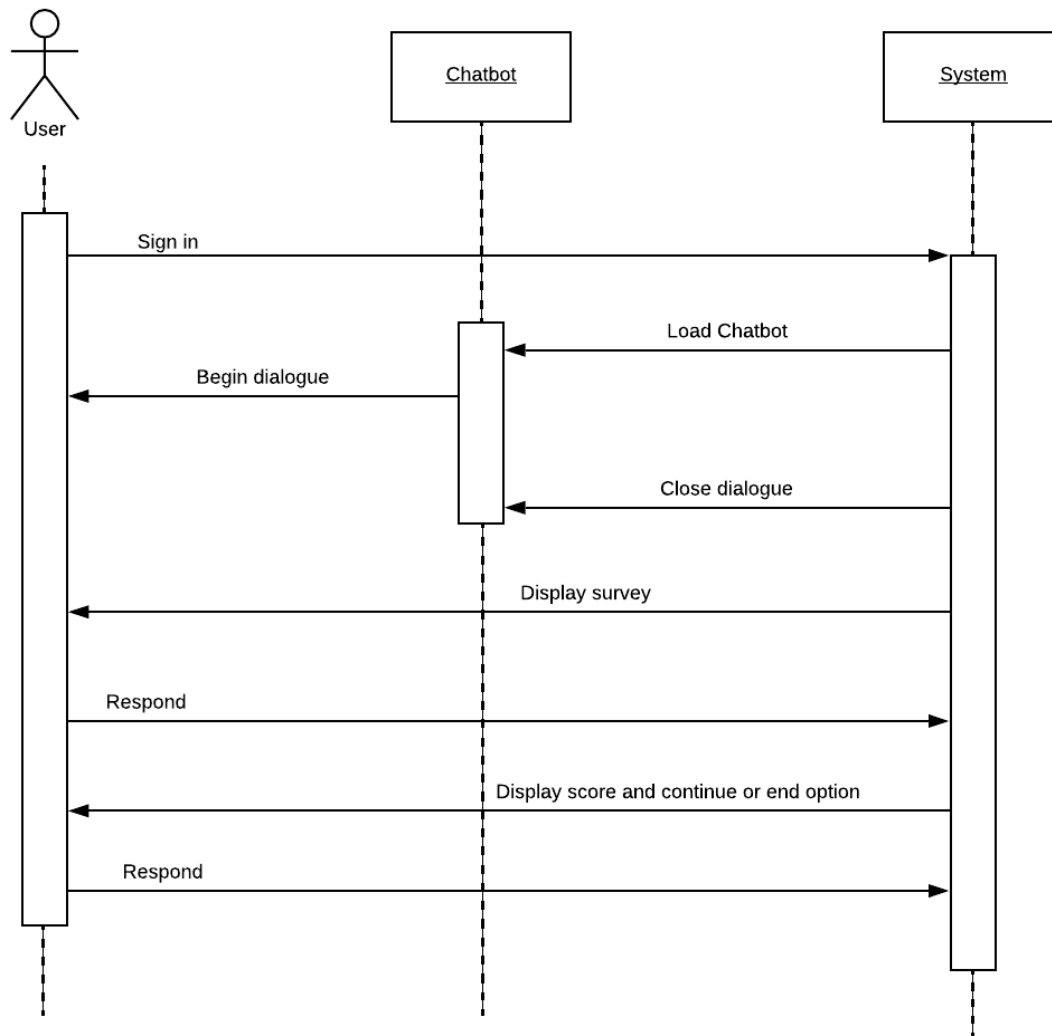 Chatbot
System
User
Sign in
Load Chatbot
Begin dialogue
Close dialogue
Display survey
Respond
Display score and continue or end option
Respond